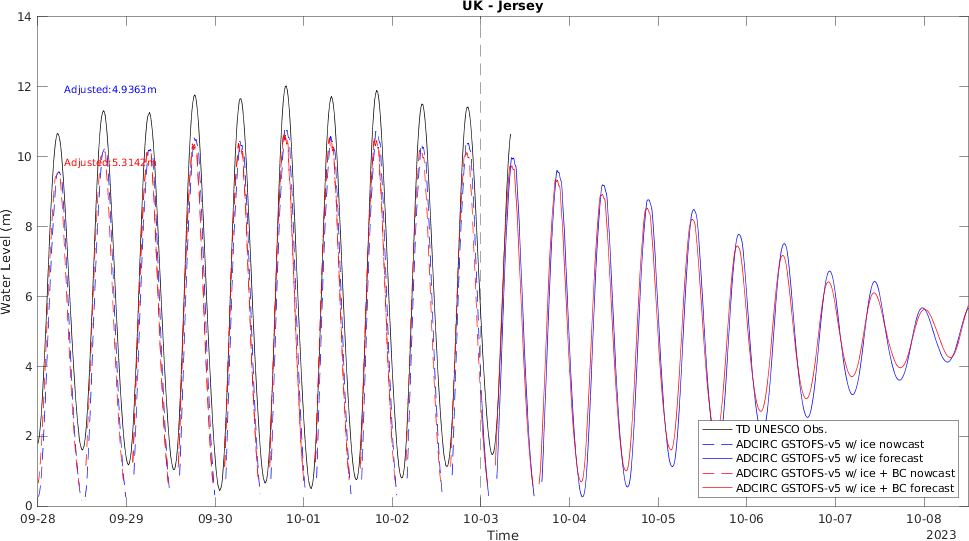 UK - Jersey
14
12
10
8
6
4
2
0
Water Level (m)
Adjusted:4.9363m
Adjusted:5.3142m
TD UNESCO Obs.
ADCIRC GSTOFS-v5 w/ ice nowcast
ADCIRC GSTOFS-v5 w/ ice forecast
ADCIRC GSTOFS-v5 w/ ice + BC nowcast
ADCIRC GSTOFS-v5 w/ ice + BC forecast
09-28 09-29 09-30 10-01 10-02 10-03 10-04 10-05 10-06 10-07 10-08
Time
2023